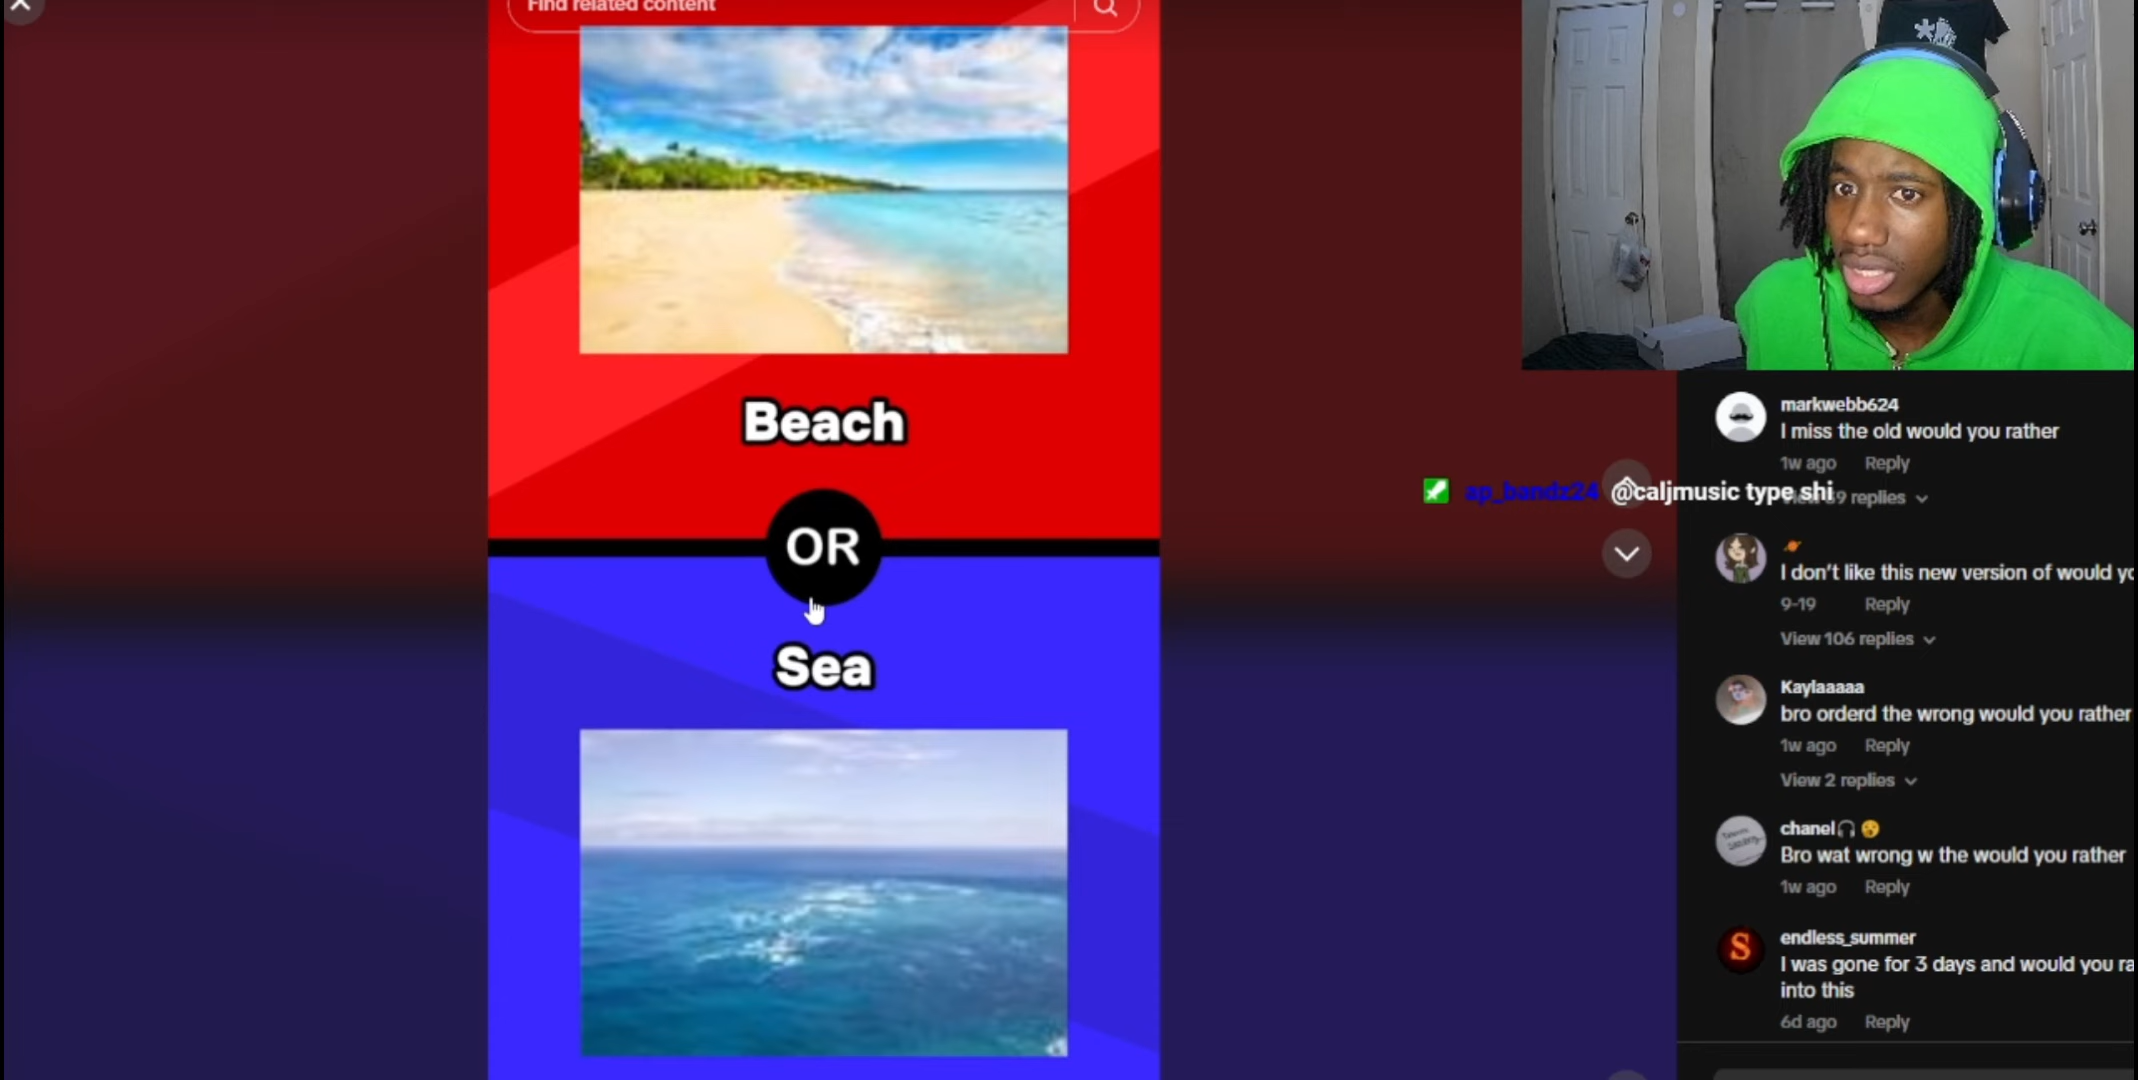 Find related content
Beach
OR
Sea
ap_bandz24 @caljmusic type shi
markwebb624
I miss the old would you rather
1w ago Reply
replies
I don't like this new version of would
9-19 Reply
View 106 replies
Kaylaaaaa
bro orderd the wrong would you rather
1w ago Reply
View 2 replies
chanel🎧😮
Bro wat wrong w the would you rather
1w ago Reply
S
endless_summer
I was gone for 3 days and would you
into this
6d ago Reply